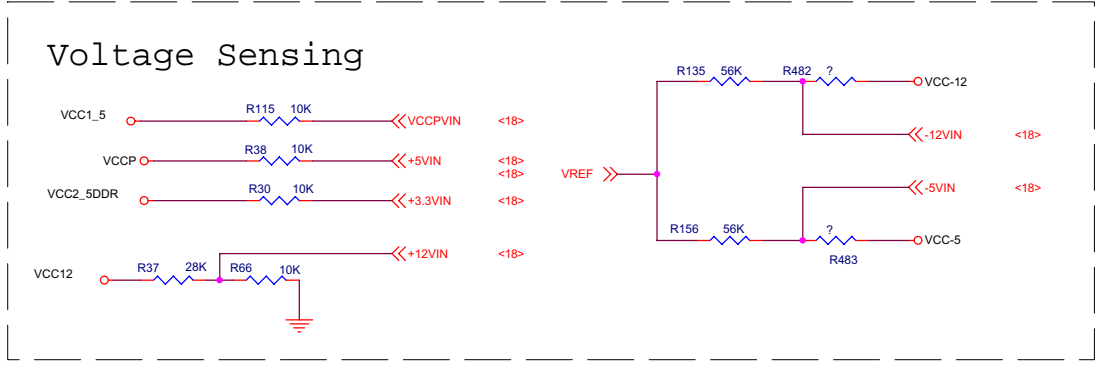 Voltage Sensing
VCC1_5 R115 10K VCCPVIN <18>
VCCP R38 10K +5VIN <18>
<18>
VCC2_5DDR R30 10K +3.3VIN <18>
+12VIN <18>
VCC12 R37 28K R66 10K
R135 56K R482 ? VCC-12
-12VIN <18>
VREF
-5VIN <18>
R156 56K ? VCC-5
R483